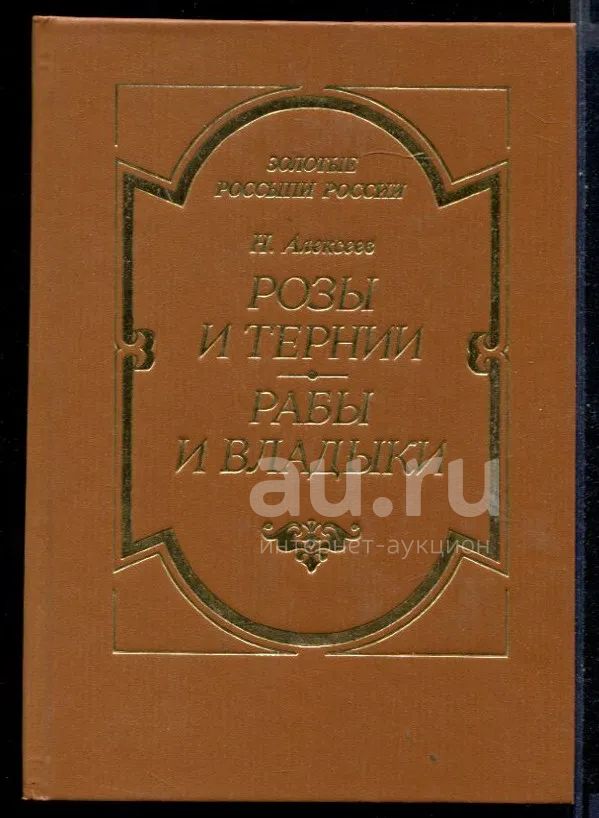 ЗОЛОТЫЕ
РОССЫПИ РОССИИ
Н. Алексеев
РОЗЫ
И ТЕРНИИ
РАБЫ
И ВЛАДЫКИ
au.ru
интернет-аукцион